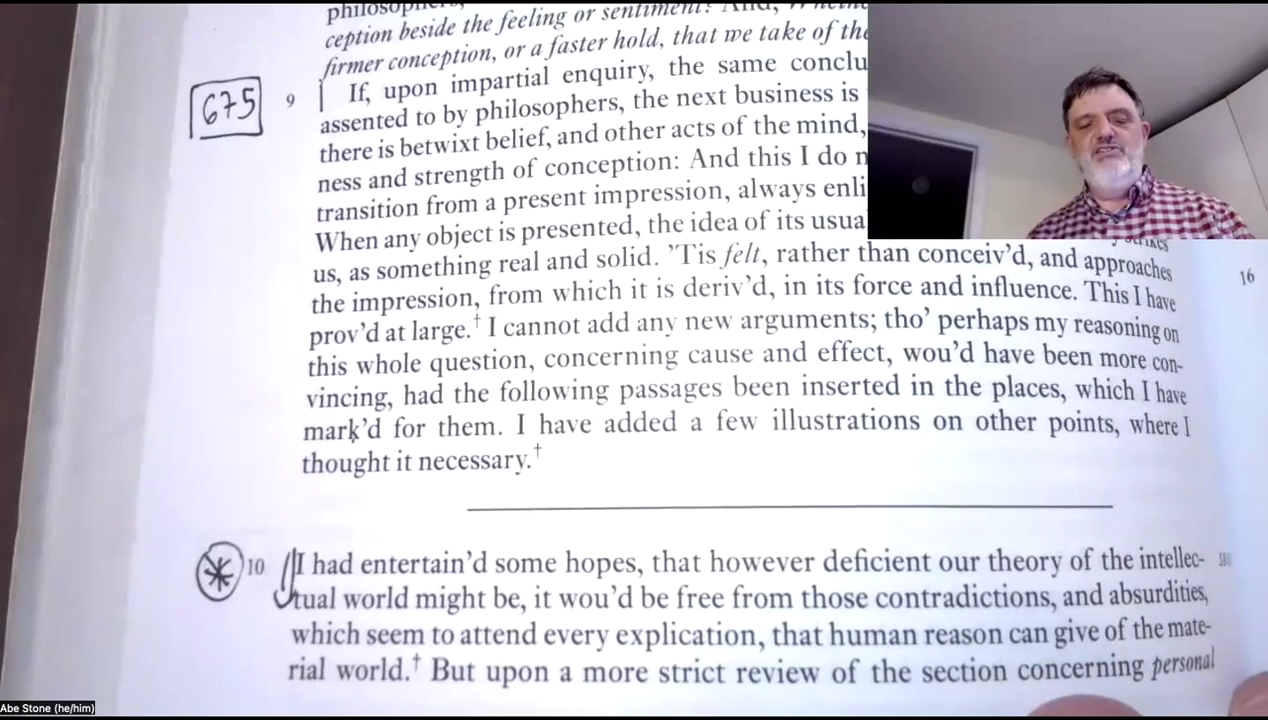 ception beside the feeling or sentiment? And,
firmer conception, or a faster hold, that we take of the
675
9 If, upon impartial enquiry, the same conclu
assented to by philosophers, the next business is
there is betwixt belief, and other acts of the mind,
ness and strength of conception: And this I do n
transition from a present impression, always enli
When any object is presented, the idea of its usua
us, as something real and solid. ’Tis felt, rather than conceiv’d, and approaches
16
the impression, from which it is deriv’d, in its force and influence. This I have
prov’d at large.† I cannot add any new arguments; tho’ perhaps my reasoning on
this whole question, concerning cause and effect, wou’d have been more con-
vincing, had the following passages been inserted in the places, which I have
mark’d for them. I have added a few illustrations on other points, where I
thought it necessary.†
10 I had entertain’d some hopes, that however deficient our theory of the intellec-
tual world might be, it wou’d be free from those contradictions, and absurdities,
which seem to attend every explication, that human reason can give of the mate-
rial world.† But upon a more strict review of the section concerning personal
Abe Stone (he/him)